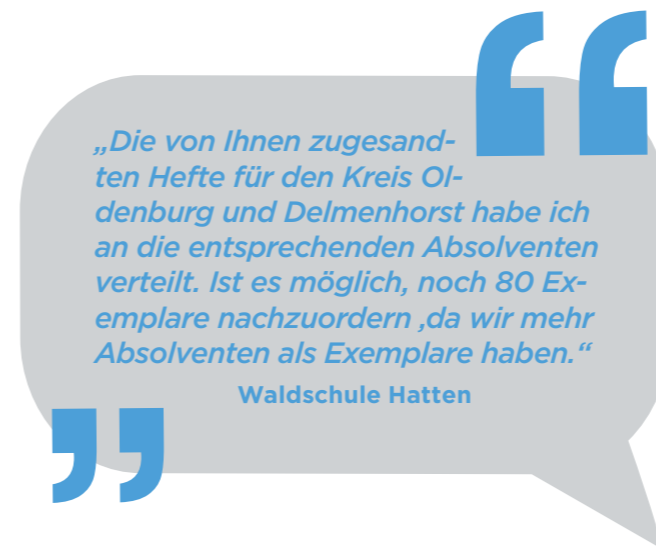 „Die von Ihnen zugesand-
ten Hefte für den Kreis Ol-
denburg und Delmenhorst habe ich
an die entsprechenden Absolventen
verteilt. Ist es möglich, noch 80 Ex-
emplare nachzuordern ,da wir mehr
Absolventen als Exemplare haben.“
Waldschule Hatten